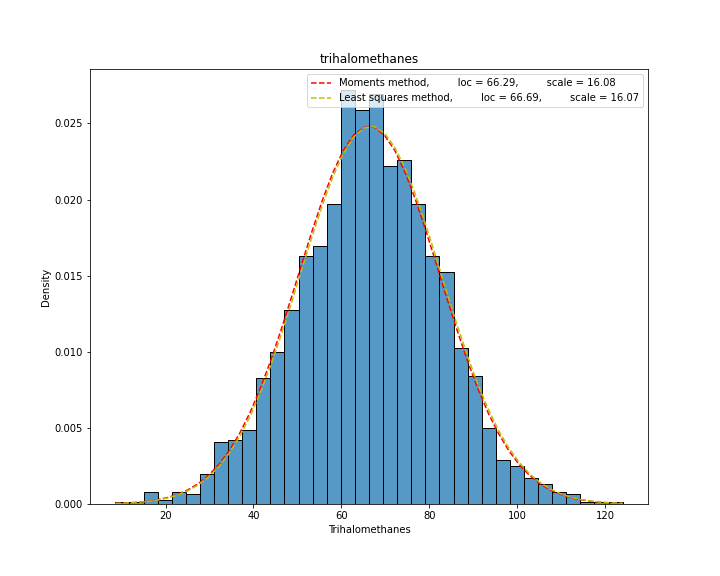 trihalomethanes
Moments method, loc = 66.29, scale = 16.08
Least squares method, loc = 66.69, scale = 16.07
0.025
0.020
0.015
0.010
0.005
0.000
Density
20 40 60 80 100 120
Trihalomethanes